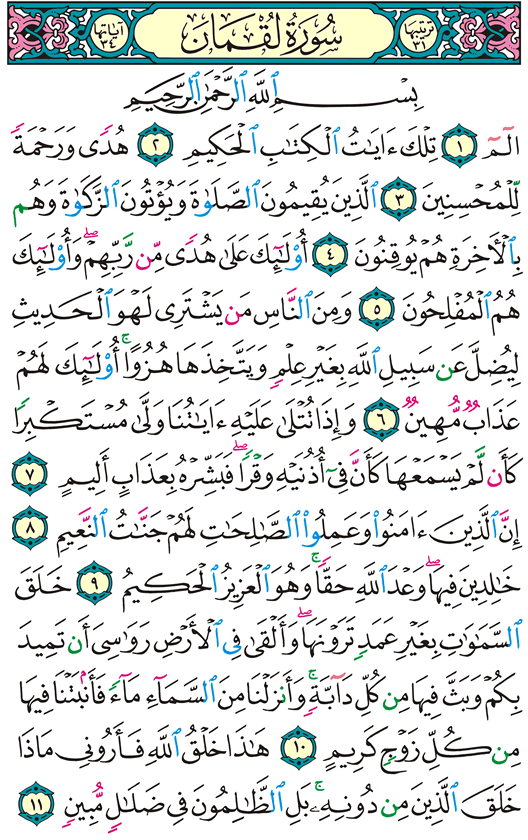 ترتيبها ٣١ سُورَةُ لُقْمَان آياتها ٣٤
بِسْمِ ٱللَّهِ ٱلرَّحْمَٰنِ ٱلرَّحِيمِ
الٓمٓ ١ تِلْكَ ءَايَٰتُ ٱلْكِتَٰبِ ٱلْحَكِيمِ ٢ هُدًى وَرَحْمَةً
لِّلْمُحْسِنِينَ ٣ ٱلَّذِينَ يُقِيمُونَ ٱلصَّلَوٰةَ وَيُؤْتُونَ ٱلزَّكَوٰةَ وَهُم
بِٱلْءَاخِرَةِ هُمْ يُوقِنُونَ ٤ أُو۟لَٰٓئِكَ عَلَىٰ هُدًى مِّن رَّبِّهِمْ ۖ وَأُو۟لَٰٓئِكَ
هُمُ ٱلْمُفْلِحُونَ ٥ وَمِنَ ٱلنَّاسِ مَن يَشْتَرِى لَهْوَ ٱلْحَدِيثِ
لِيُضِلَّ عَن سَبِيلِ ٱللَّهِ بِغَيْرِ عِلْمٍ وَيَتَّخِذَهَا هُزُوًا ۚ أُو۟لَٰٓئِكَ لَهُمْ
عَذَابٌ مُّهِينٌ ٦ وَإِذَا تُتْلَىٰ عَلَيْهِ ءَايَٰتُنَا وَلَّىٰ مُسْتَكْبِرًا
كَأَن لَّمْ يَسْمَعْهَا كَأَنَّ فِىٓ أُذُنَيْهِ وَقْرًا ۖ فَبَشِّرْهُ بِعَذَابٍ أَلِيمٍ ٧
إِنَّ ٱلَّذِينَ ءَامَنُوا۟ وَعَمِلُوا۟ ٱلصَّٰلِحَٰتِ لَهُمْ جَنَّٰتُ ٱلنَّعِيمِ ٨
خَٰلِدِينَ فِيهَا ۖ وَعْدَ ٱللَّهِ حَقًّا ۚ وَهُوَ ٱلْعَزِيزُ ٱلْحَكِيمُ ٩ خَلَقَ
ٱلسَّمَٰوَٰتِ بِغَيْرِ عَمَدٍ تَرَوْنَهَا ۖ وَأَلْقَىٰ فِى ٱلْأَرْضِ رَوَٰسِىَ أَن تَمِيدَ
بِكُمْ وَبَثَّ فِيهَا مِن كُلِّ دَآبَّةٍ ۚ وَأَنزَلْنَا مِنَ ٱلسَّمَآءِ مَآءً فَأَنۢبَتْنَا فِيهَا
مِن كُلِّ زَوْجٍ كَرِيمٍ ١٠ هَٰذَا خَلْقُ ٱللَّهِ فَأَرُونِى مَاذَا
خَلَقَ ٱلَّذِينَ مِن دُونِهِۦ ۚ بَلِ ٱلظَّٰلِمُونَ فِى ضَلَٰلٍ مُّبِينٍ ١١